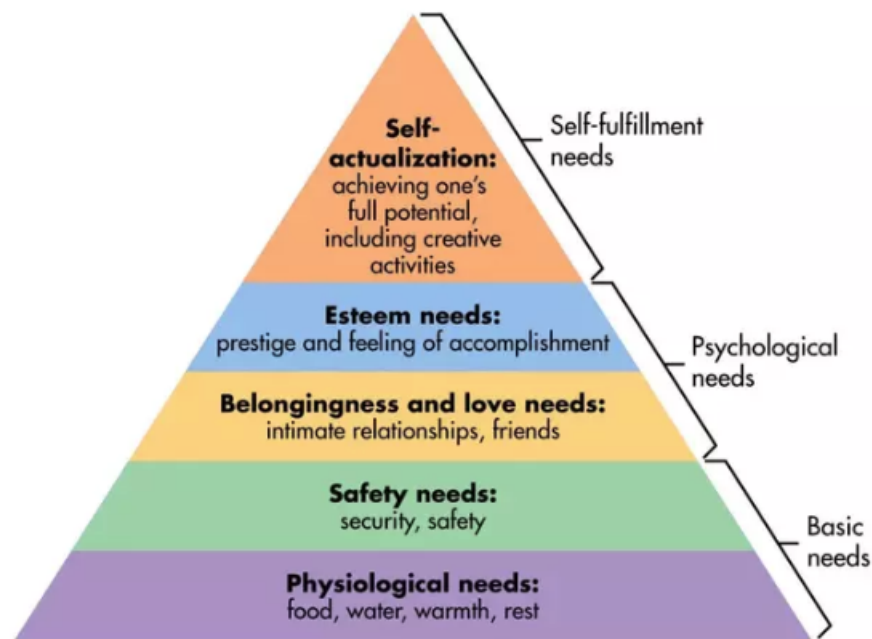 Self-
actualization:
achieving one's
full potential,
including creative
activities
Self-fulfillment
needs
Esteem needs:
prestige and feeling of accomplishment
Psychological
needs
Belongingness and love needs:
intimate relationships, friends
Safety needs:
security, safety
Basic
needs
Physiological needs:
food, water, warmth, rest